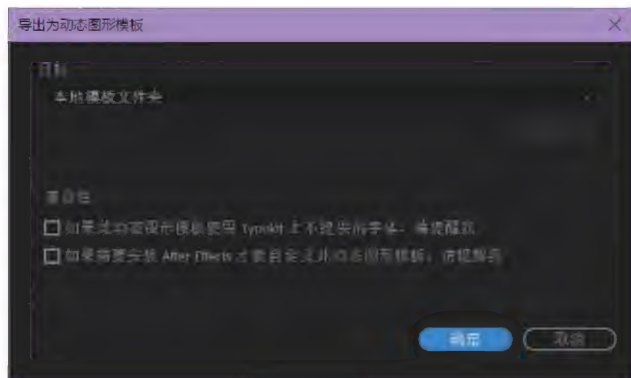 导出为动态图形模板
目标
本地模板文件夹
兼容性
如果此动态图形模板使用 Typekit 上不提供的字体，请提醒我
如果需要安装 After Effects 才能自定义此动态图形模板，请提醒我
确定
取消